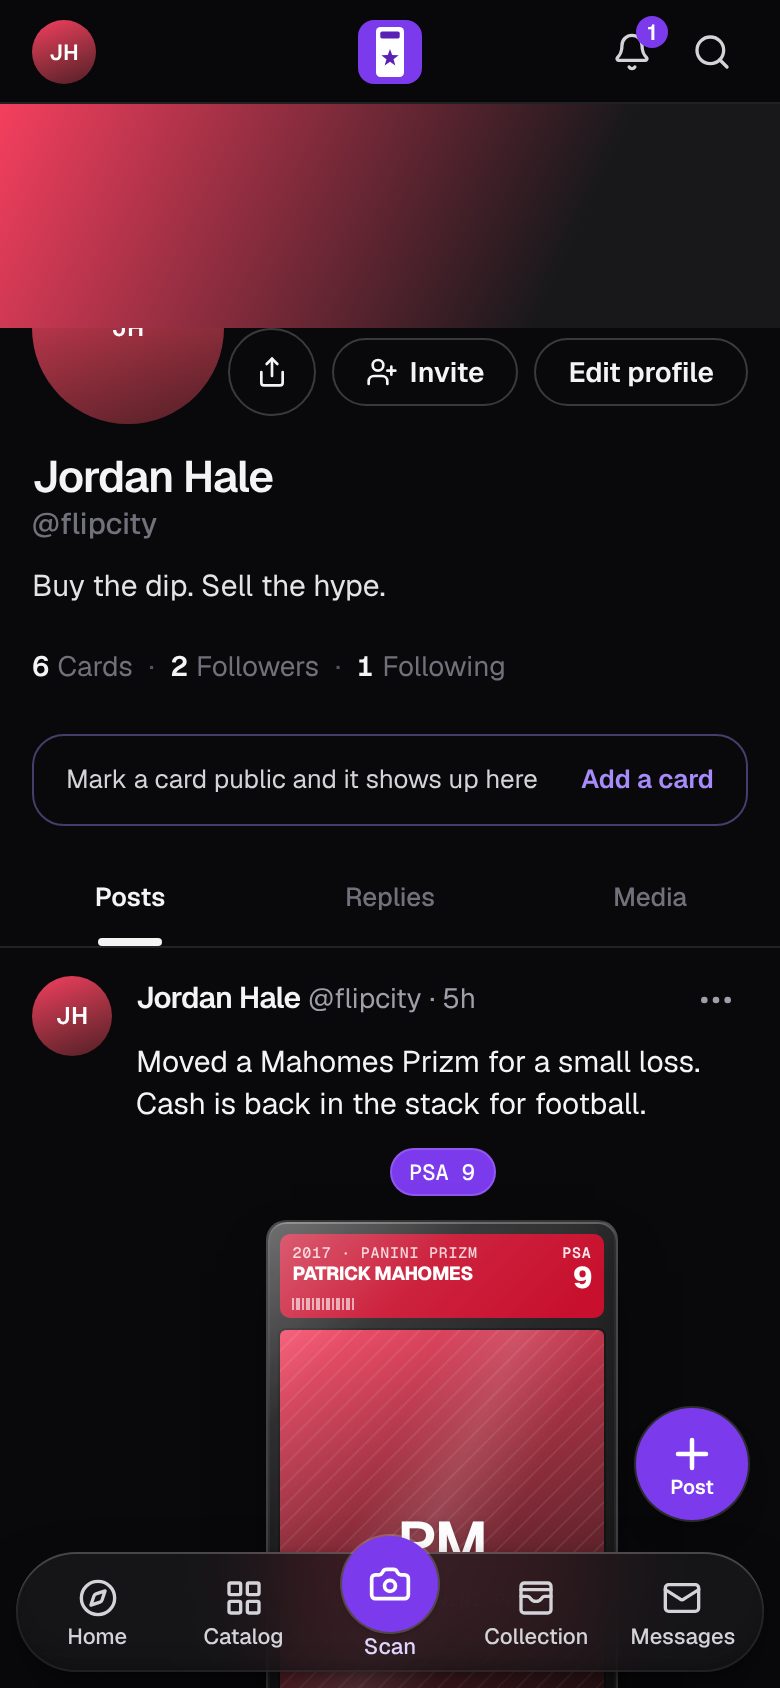 JH
1
JH
Invite
Edit profile
Jordan Hale
@flipcity
Buy the dip. Sell the hype.
6 Cards · 2 Followers · 1 Following
Mark a card public and it shows up here Add a card
Posts Replies Media
JH
Jordan Hale @flipcity · 5h
Moved a Mahomes Prizm for a small loss.
Cash is back in the stack for football.
PSA 9
2017 · PANINI PRIZM PSA
PATRICK MAHOMES 9
PM
Post
Home Catalog Scan Collection Messages